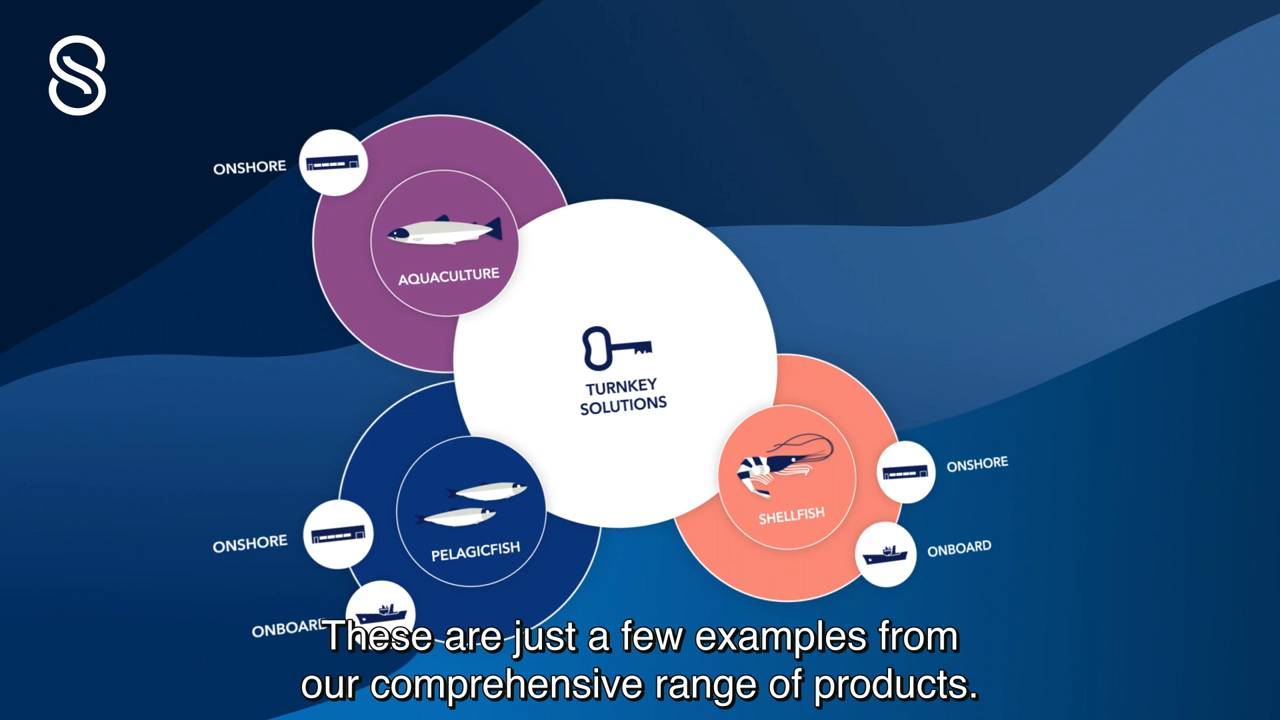 ONSHORE
AQUACULTURE
TURNKEY
SOLUTIONS
ONSHORE
SHELLFISH
ONBOARD
ONSHORE
PELAGICFISH
ONBOARD
These are just a few examples from
our comprehensive range of products.